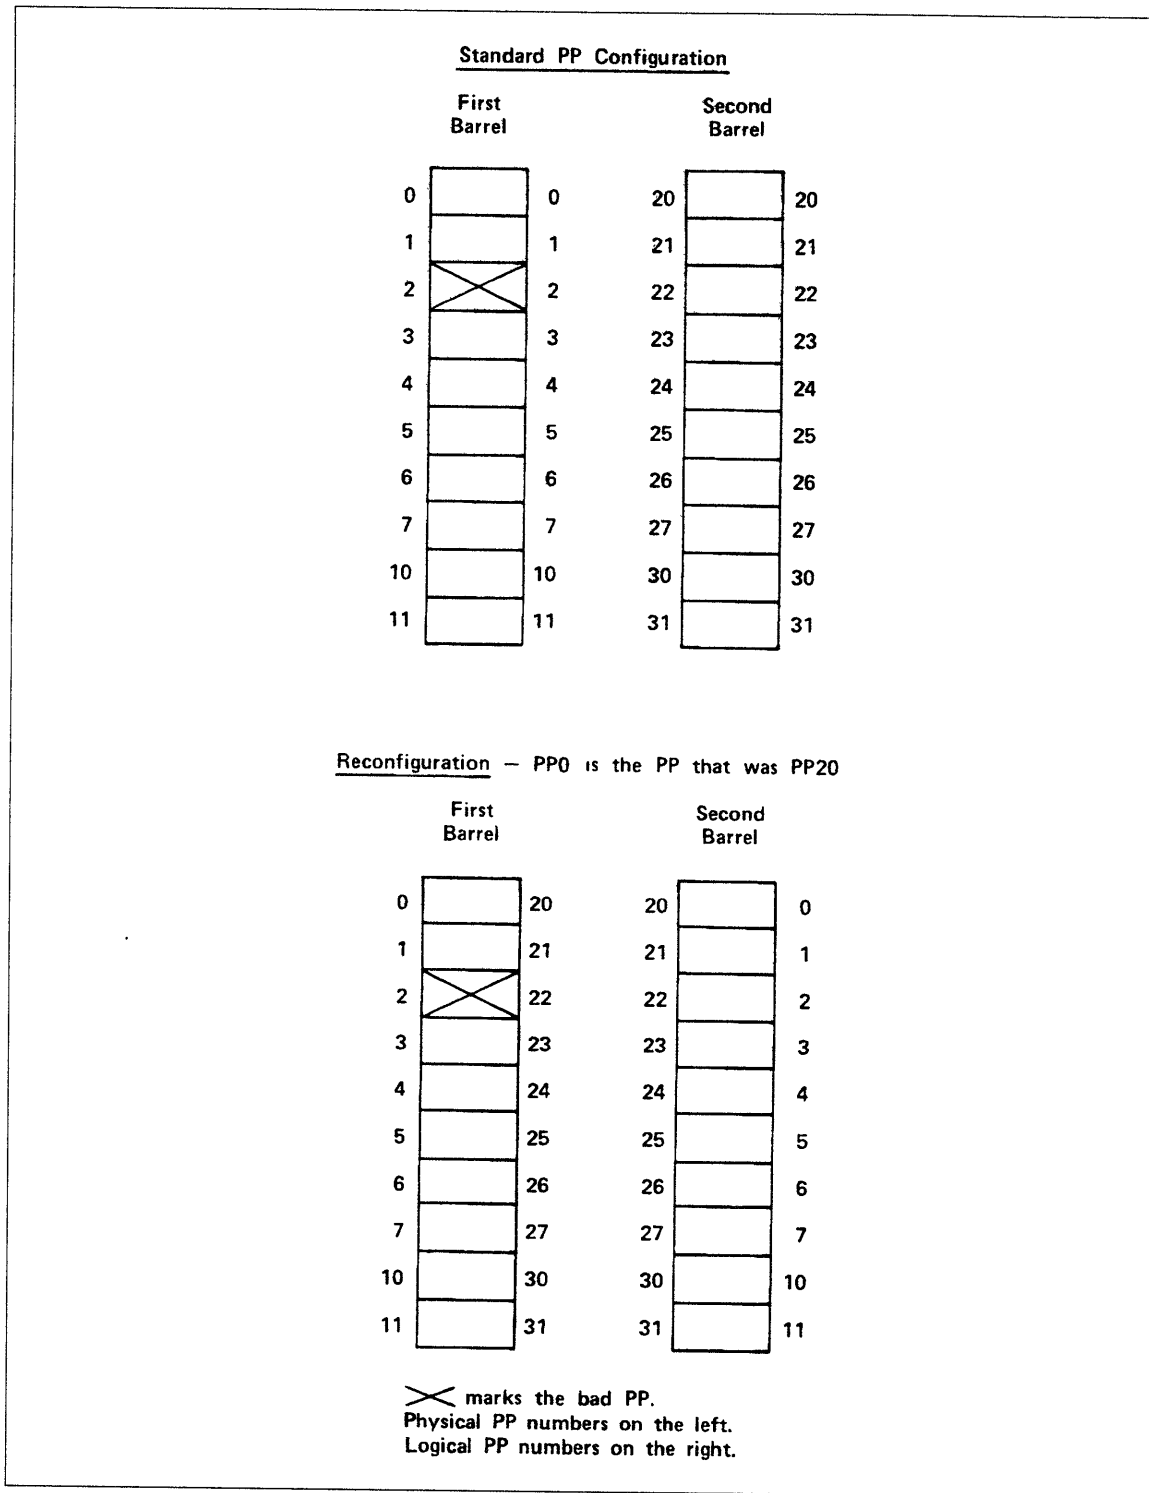 Standard PP Configuration
First Barrel
Second Barrel
0 0 20 20
1 1 21 21
2 2 22 22
3 3 23 23
4 4 24 24
5 5 25 25
6 6 26 26
7 7 27 27
10 10 30 30
11 11 31 31
Reconfiguration – PP0 is the PP that was PP20
First Barrel
Second Barrel
0 20 20 0
1 21 21 1
2 22 22 2
3 23 23 3
4 24 24 4
5 25 25 5
6 26 26 6
7 27 27 7
10 30 30 10
11 31 31 11
marks the bad PP.
Physical PP numbers on the left.
Logical PP numbers on the right.